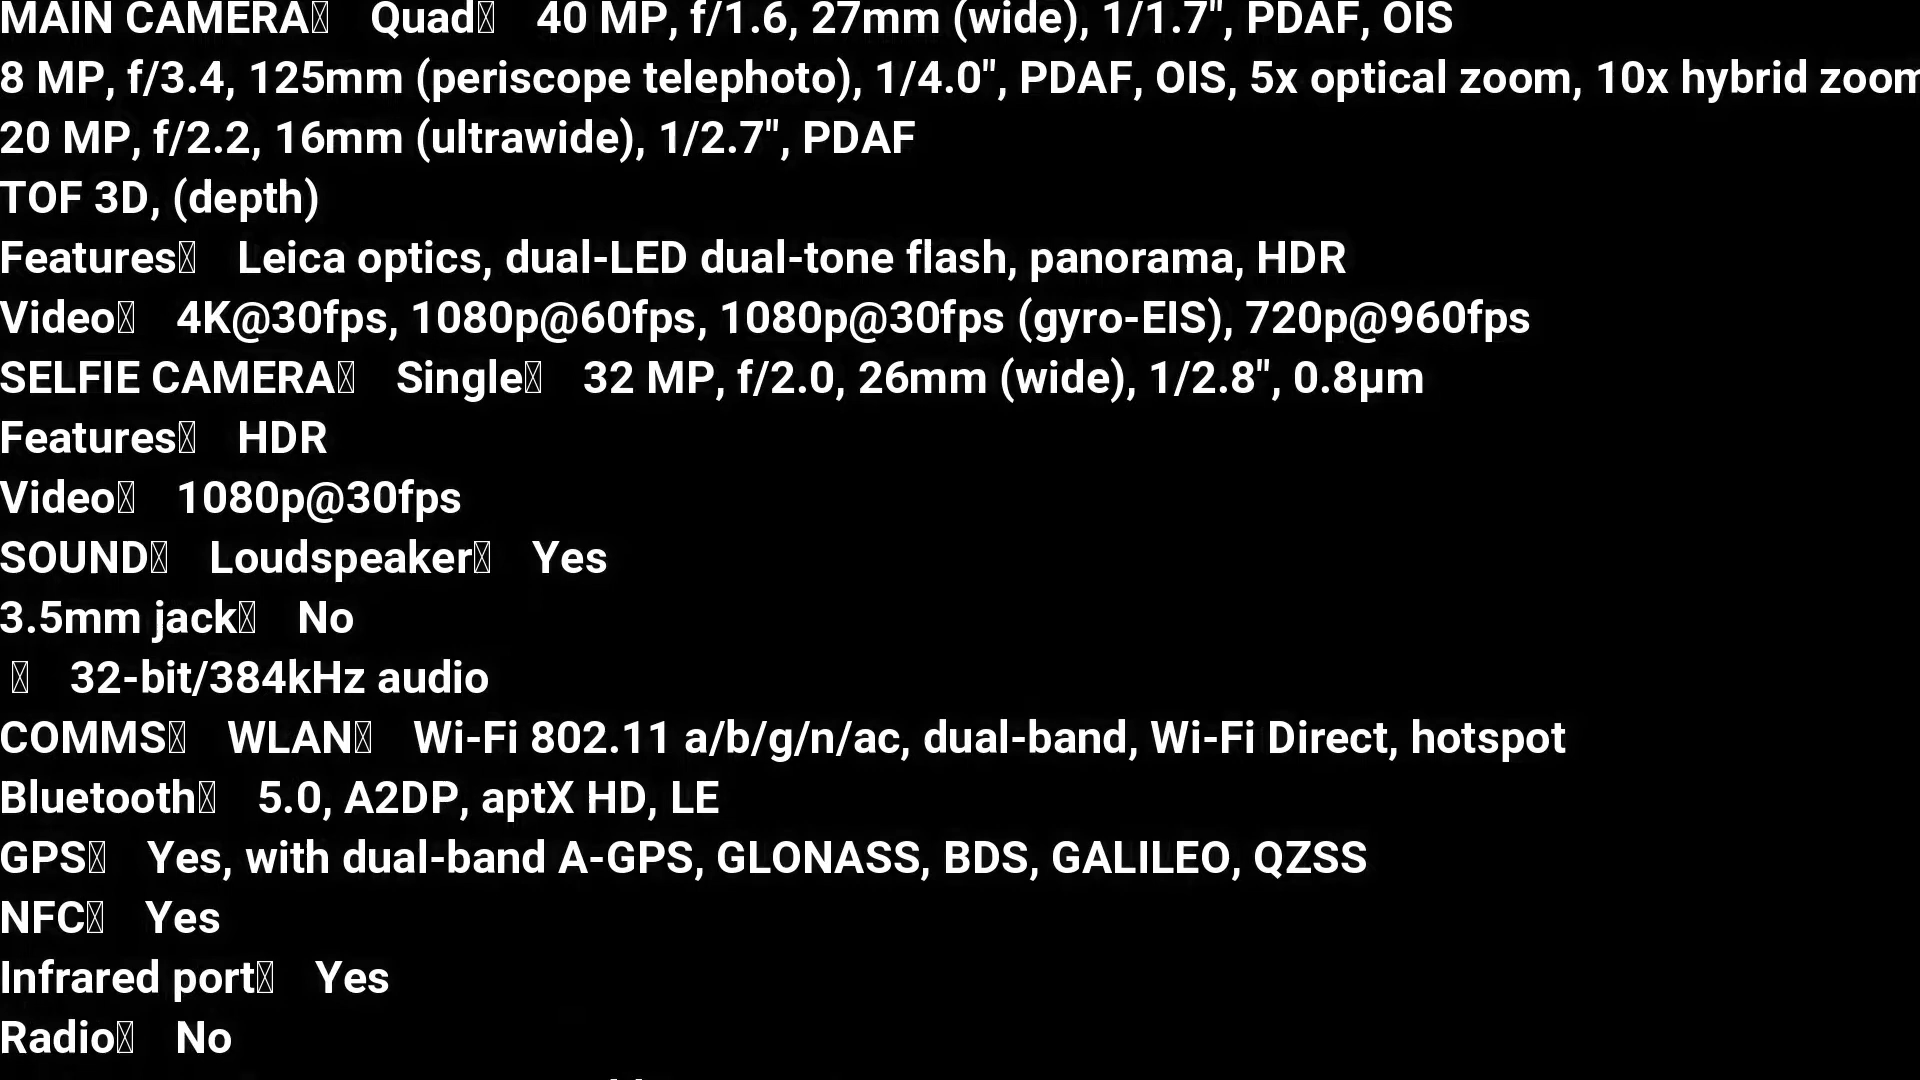 MAIN CAMERA Quad 40 MP, f/1.6, 27mm (wide), 1/1.7", PDAF, OIS
8 MP, f/3.4, 125mm (periscope telephoto), 1/4.0", PDAF, OIS, 5x optical zoom, 10x hybrid zoom
20 MP, f/2.2, 16mm (ultrawide), 1/2.7", PDAF
TOF 3D, (depth)
Features Leica optics, dual-LED dual-tone flash, panorama, HDR
Video 4K@30fps, 1080p@60fps, 1080p@30fps (gyro-EIS), 720p@960fps
SELFIE CAMERA Single 32 MP, f/2.0, 26mm (wide), 1/2.8", 0.8µm
Features HDR
Video 1080p@30fps
SOUND Loudspeaker Yes
3.5mm jack No
32-bit/384kHz audio
COMMS WLAN Wi-Fi 802.11 a/b/g/n/ac, dual-band, Wi-Fi Direct, hotspot
Bluetooth 5.0, A2DP, aptX HD, LE
GPS Yes, with dual-band A-GPS, GLONASS, BDS, GALILEO, QZSS
NFC Yes
Infrared port Yes
Radio No